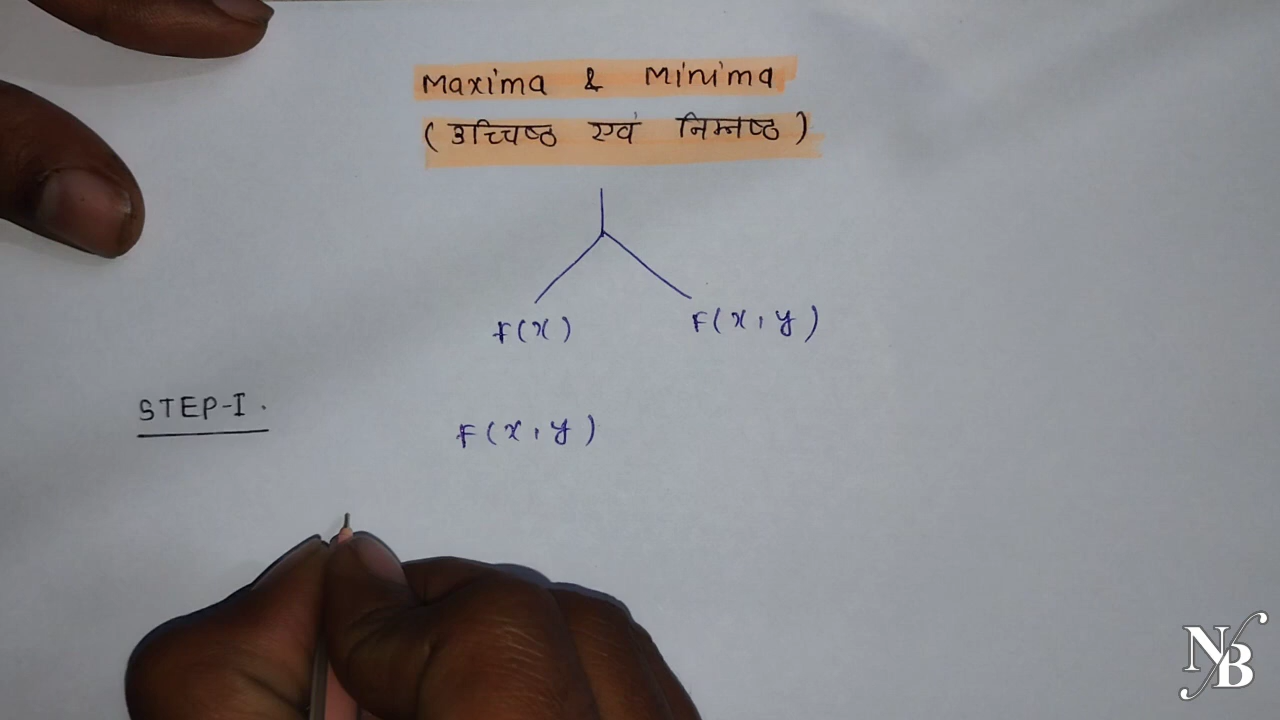 Maxima & Minima
(उच्चिष्ठ एवं निम्नष्ठ)
F(x) F(x,y)
STEP-I. F(x,y)
NB